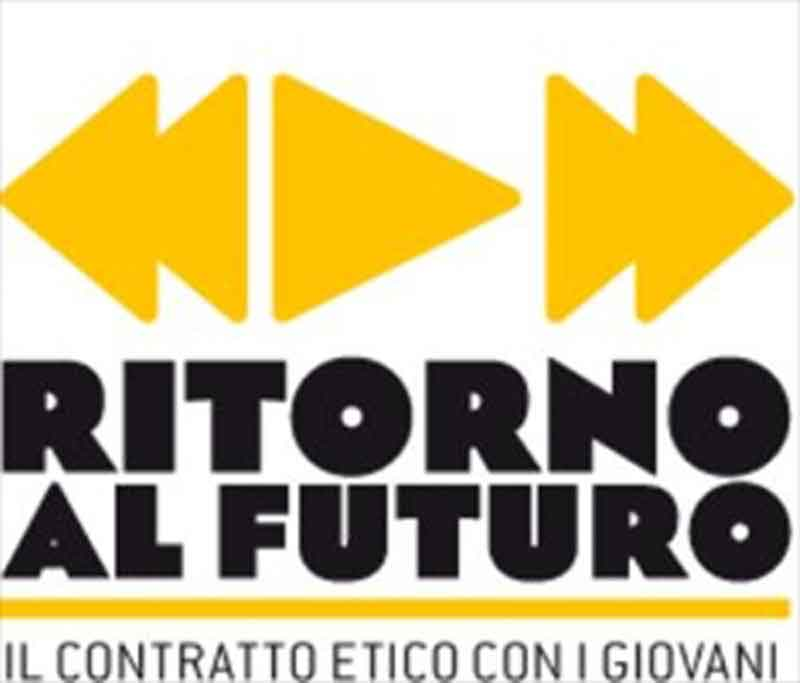 RITORNO
AL FUTURO
IL CONTRATTO ETICO CON I GIOVANI